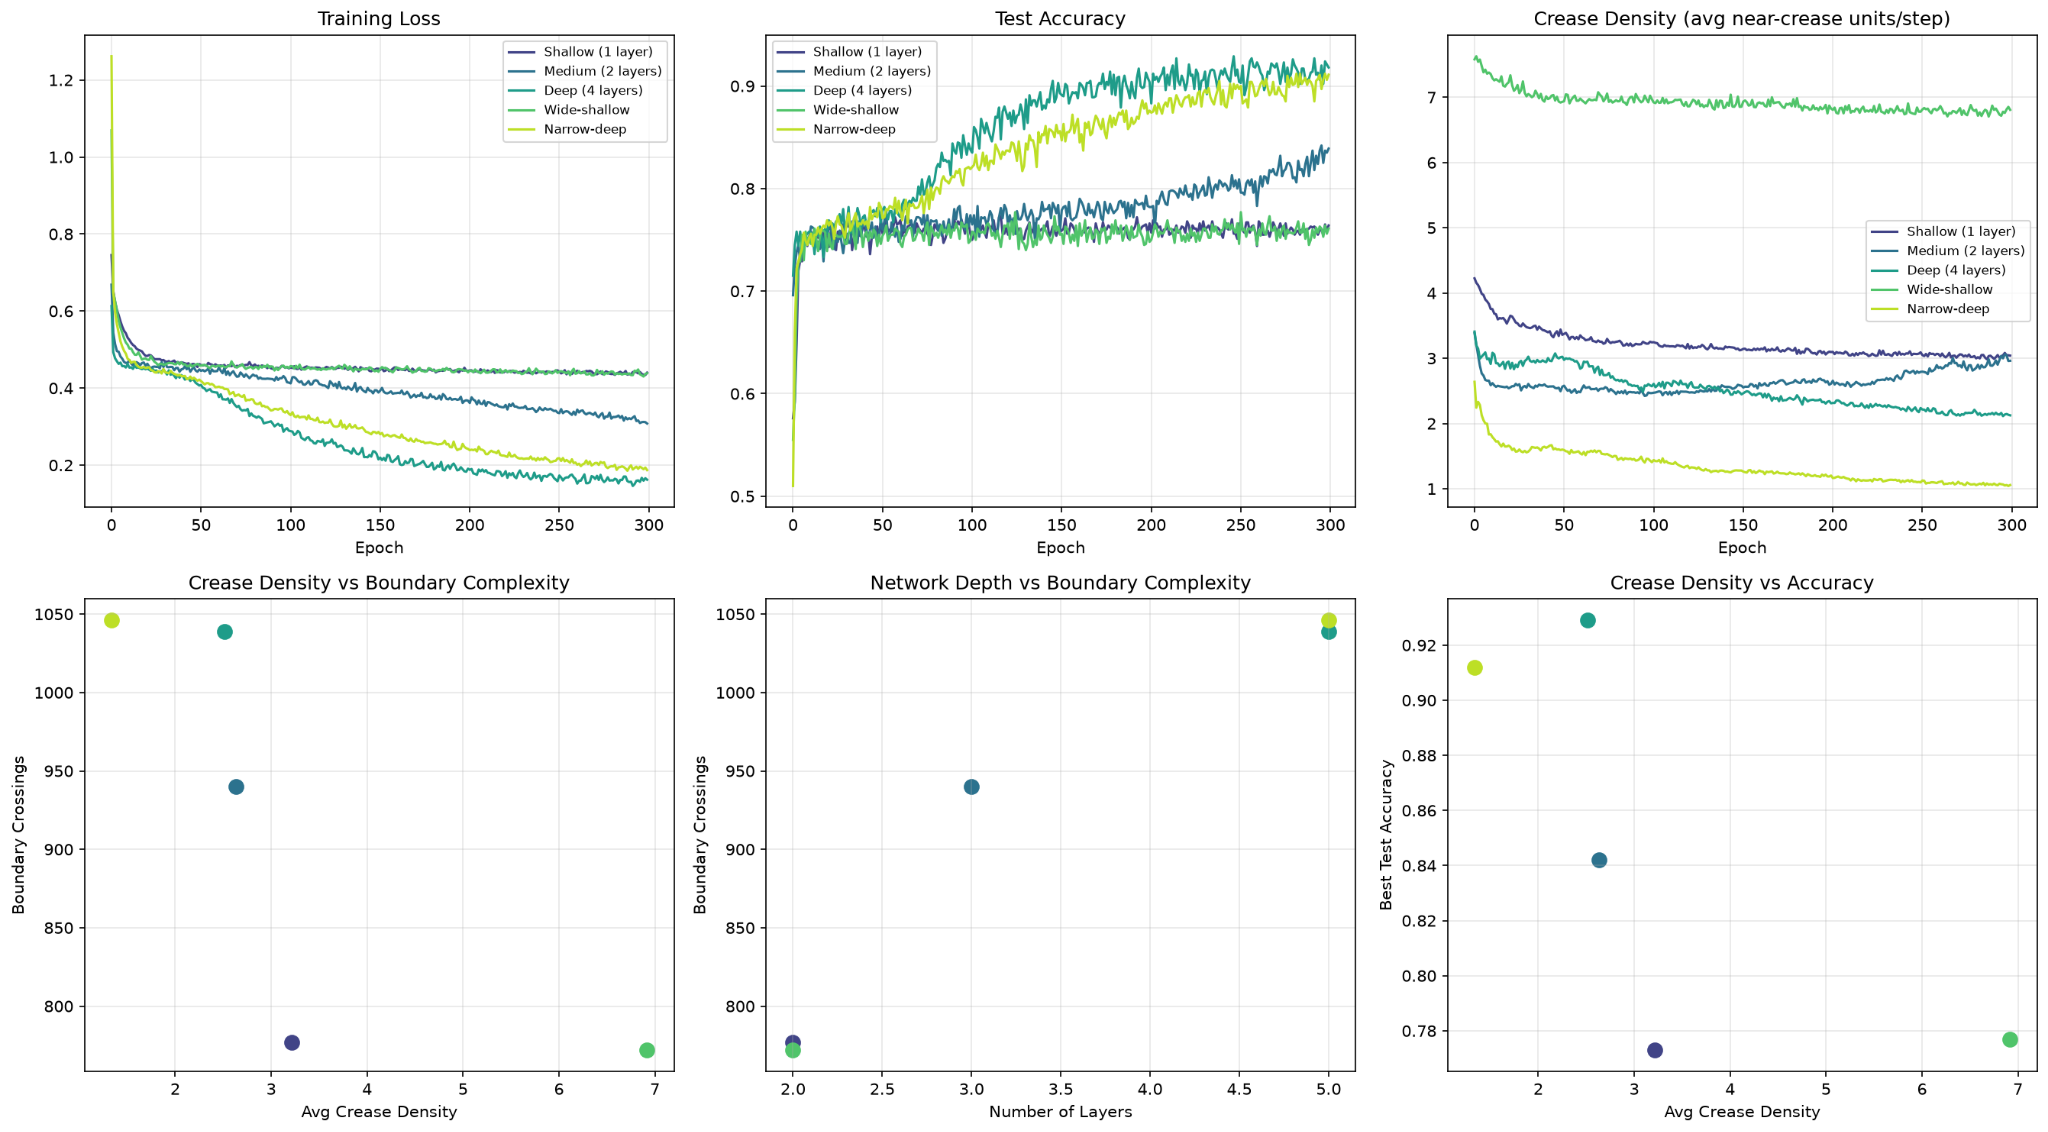 Training Loss
1.2
1.0
0.8
0.6
0.4
0.2
0 50 100 150 200 250 300
Epoch
Shallow (1 layer)
Medium (2 layers)
Deep (4 layers)
Wide-shallow
Narrow-deep
Test Accuracy
0.9
0.8
0.7
0.6
0.5
0 50 100 150 200 250 300
Epoch
Shallow (1 layer)
Medium (2 layers)
Deep (4 layers)
Wide-shallow
Narrow-deep
Crease Density (avg near-crease units/step)
7
6
5
4
3
2
1
0 50 100 150 200 250 300
Epoch
Shallow (1 layer)
Medium (2 layers)
Deep (4 layers)
Wide-shallow
Narrow-deep
Crease Density vs Boundary Complexity
Boundary Crossings
1050
1000
950
900
850
800
2 3 4 5 6 7
Avg Crease Density
Network Depth vs Boundary Complexity
Boundary Crossings
1050
1000
950
900
850
800
2.0 2.5 3.0 3.5 4.0 4.5 5.0
Number of Layers
Crease Density vs Accuracy
Best Test Accuracy
0.92
0.90
0.88
0.86
0.84
0.82
0.80
0.78
2 3 4 5 6 7
Avg Crease Density